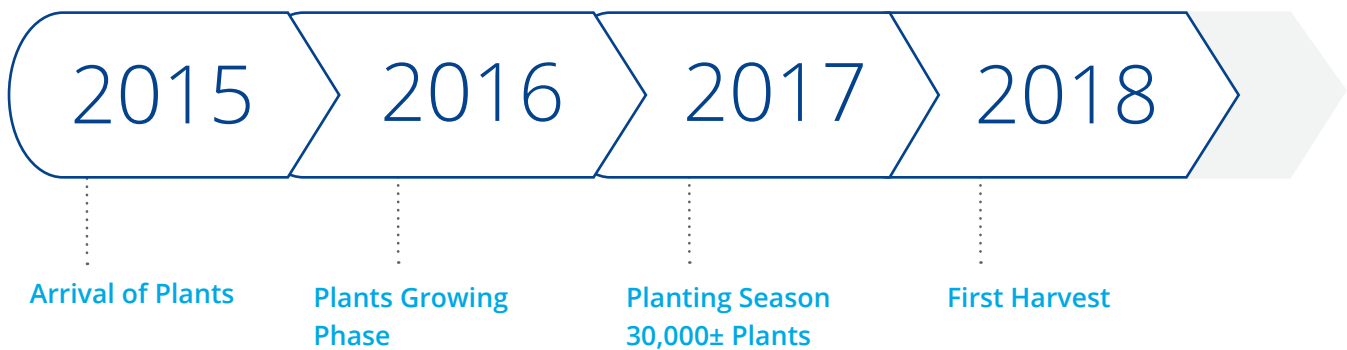 2015
2016
2017
2018
Arrival of Plants
Plants Growing
Phase
Planting Season
30,000± Plants
First Harvest